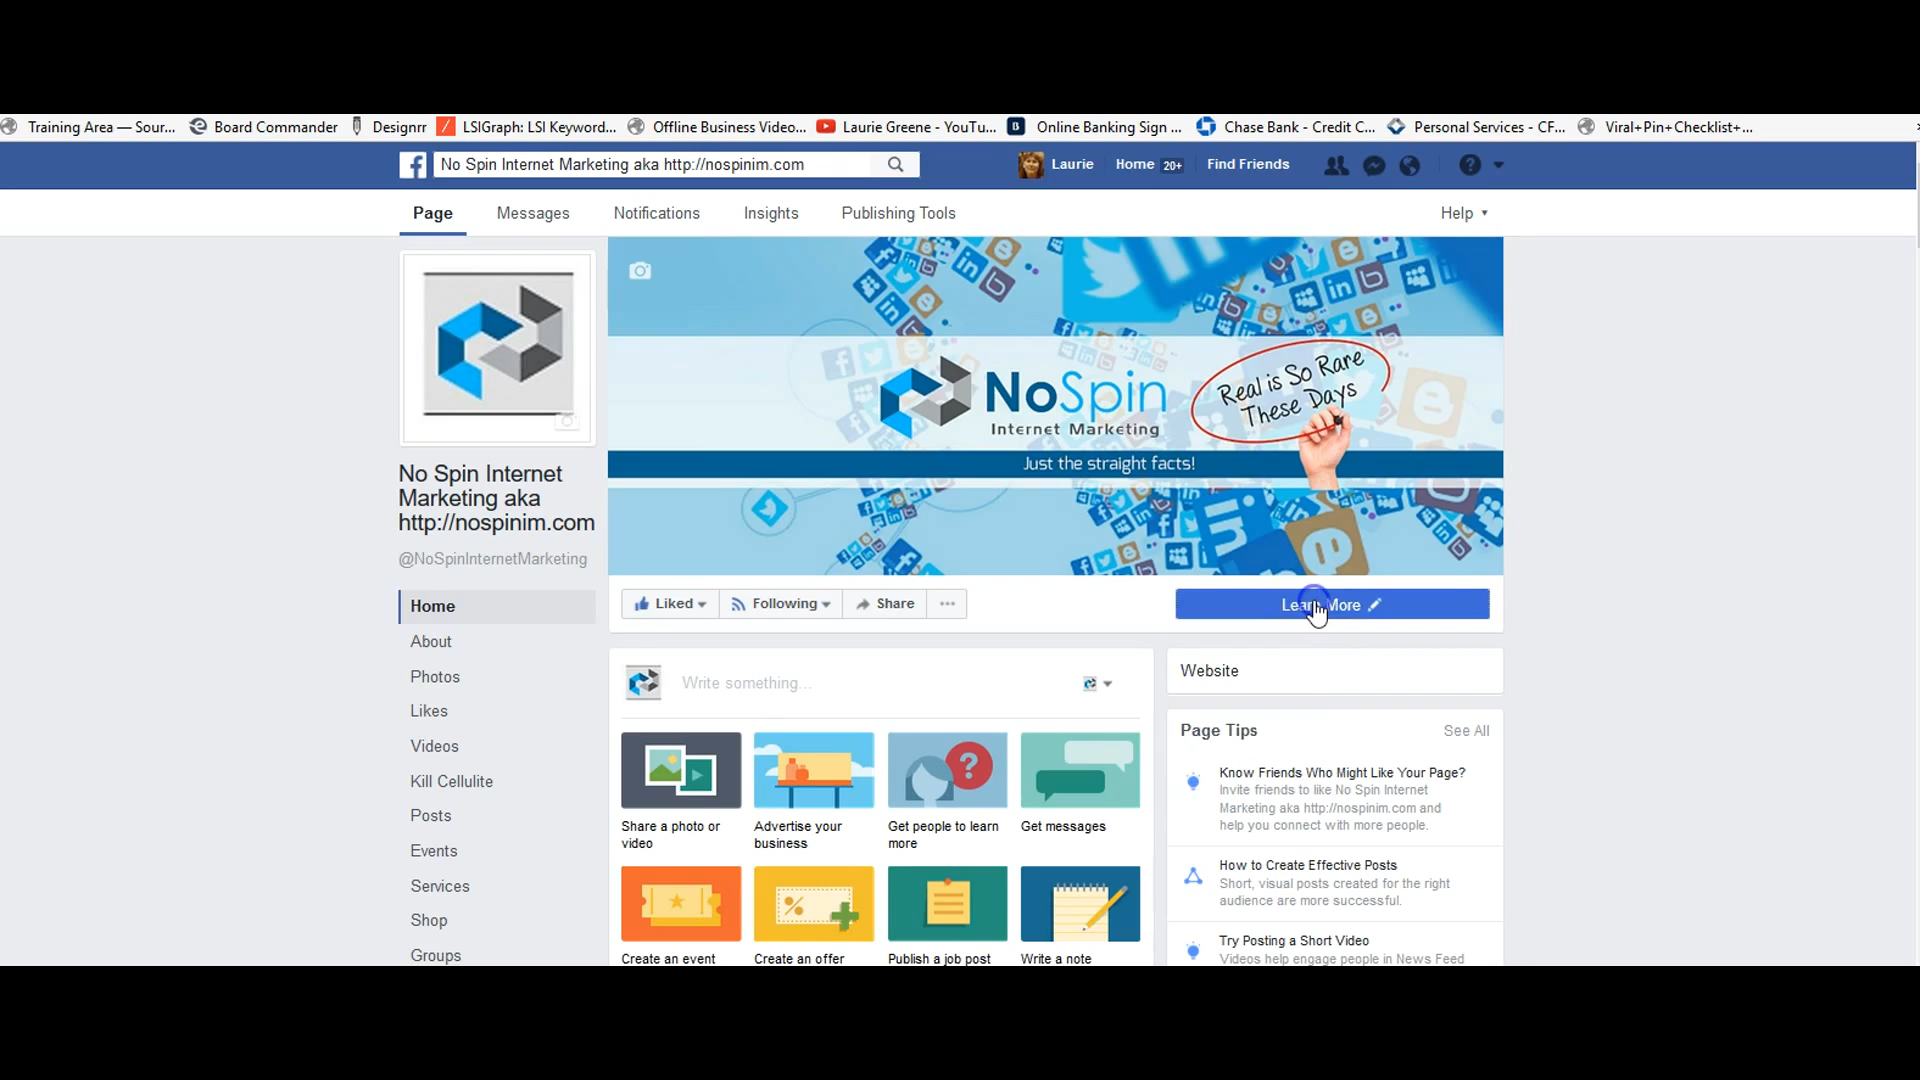 Training Area — Sour... Board Commander Designrr LSIGraph: LSI Keyword... Offline Business Video... Laurie Greene - YouTu... Online Banking Sign ... Chase Bank - Credit C... Personal Services - CF... Viral+Pin+Checklist+...
No Spin Internet Marketing aka http://nospinim.com Laurie Home 20+ Find Friends
Page Messages Notifications Insights Publishing Tools Help
NoSpin
Internet Marketing
Real is So Rare
These Days
Just the straight facts!
No Spin Internet
Marketing aka
http://nospinim.com
@NoSpinInternetMarketing
Home
About
Photos
Likes
Videos
Kill Cellulite
Posts
Events
Services
Shop
Groups
Liked Following Share ... Learn More
Write something...
Share a photo or
video
Advertise your
business
Get people to learn
more
Get messages
Create an event
Create an offer
Publish a job post
Write a note
Website
Page Tips See All
Know Friends Who Might Like Your Page?
Invite friends to like No Spin Internet
Marketing aka http://nospinim.com and
help you connect with more people.
How to Create Effective Posts
Short, visual posts created for the right
audience are more successful.
Try Posting a Short Video
Videos help engage people in News Feed